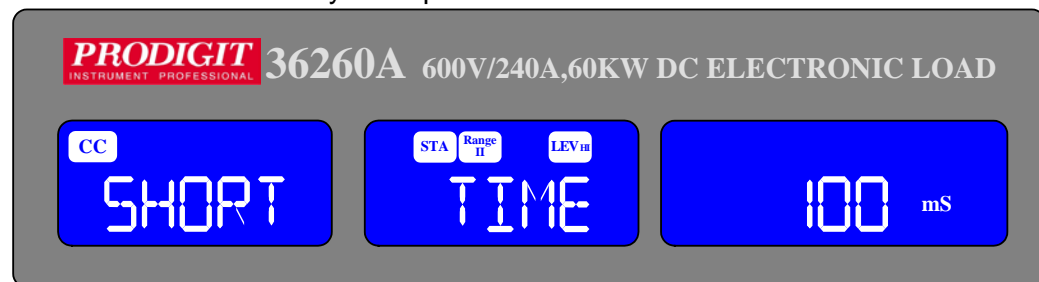 PRODIGIT
INSTRUMENT PROFESSIONAL
36260A 600V/240A,60KW DC ELECTRONIC LOAD
CC
SHORT
STA Range II LEV HI
TIME
100 mS